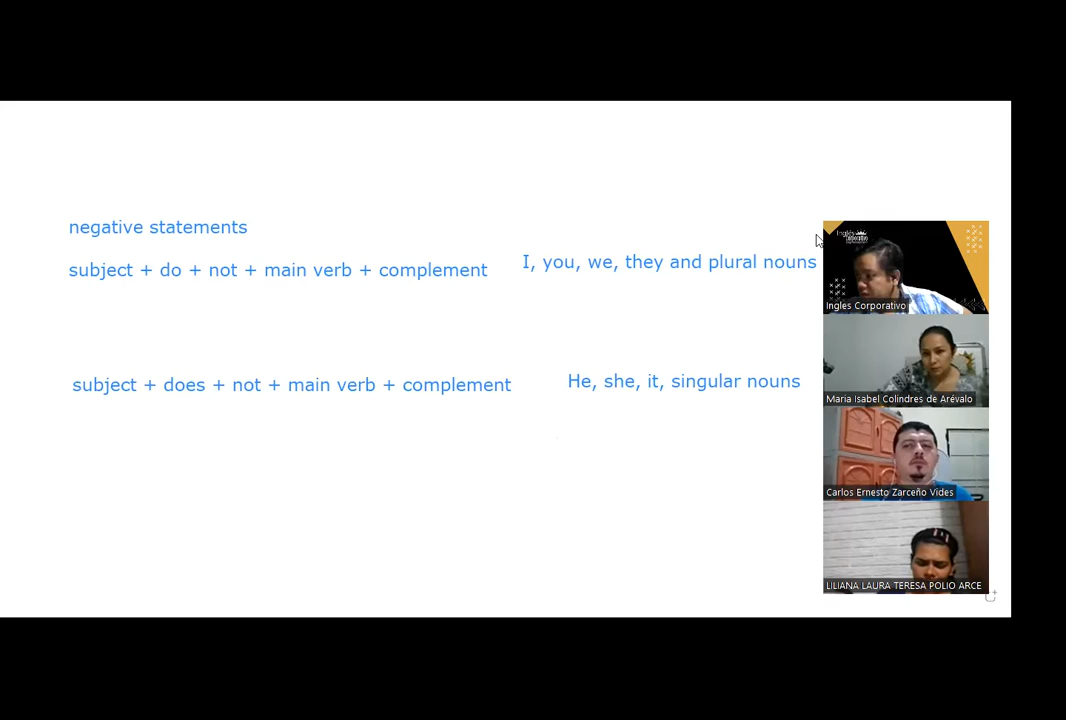 negative statements
subject + do + not + main verb + complement
I, you, we, they and plural nouns
subject + does + not + main verb + complement
He, she, it, singular nouns
Inglés
Corporativo
Ingles Corporativo
Maria Isabel Colindres de Arévalo
Carlos Ernesto Zarceño Vides
LILIANA LAURA TERESA POLIO ARCE